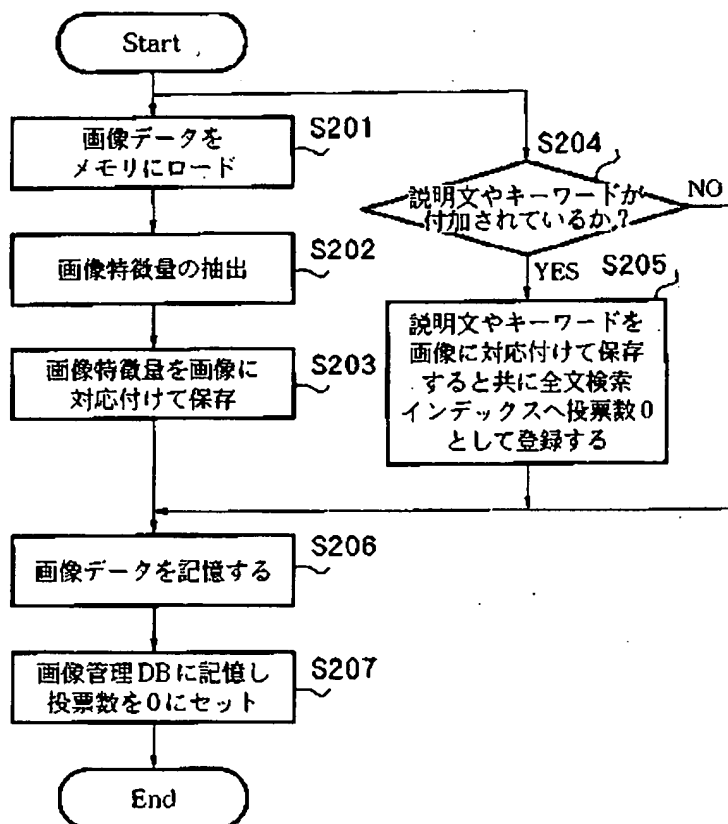 Start
画像データを
メモリにロード
S201
画像特徴量の抽出
S202
画像特徴量を画像に
対応付けて保存
S203
S204
説明文やキーワードが
付加されているか?
NO
YES
S205
説明文やキーワードを
画像に対応付けて保存
すると共に全文検索
インデックスへ投票数0
として登録する
画像データを記憶する
S206
画像管理DBに記憶し
投票数を0にセット
S207
End